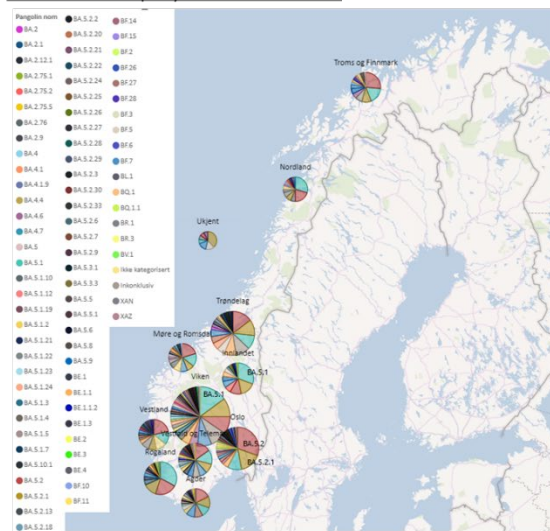 Pangolin nom
BA.2
BA.2.1
BA.2.12.1
BA.2.75.1
BA.2.75.2
BA.2.75.5
BA.2.76
BA.2.9
BA.4
BA.4.1
BA.4.1.9
BA.4.4
BA.4.6
BA.4.7
BA.5
BA.5.1
BA.5.1.10
BA.5.1.12
BA.5.1.19
BA.5.1.2
BA.5.1.21
BA.5.1.22
BA.5.1.23
BA.5.1.24
BA.5.1.3
BA.5.1.4
BA.5.1.5
BA.5.1.7
BA.5.10.1
BA.5.2
BA.5.2.1
BA.5.2.13
BA.5.2.18
BA.5.2.2
BA.5.2.20
BA.5.2.21
BA.5.2.22
BA.5.2.24
BA.5.2.25
BA.5.2.26
BA.5.2.27
BA.5.2.28
BA.5.2.29
BA.5.2.3
BA.5.2.30
BA.5.2.33
BA.5.2.6
BA.5.2.7
BA.5.2.9
BA.5.3.1
BA.5.3.3
BA.5.5
BA.5.5.1
BA.5.6
BA.5.8
BA.5.9
BE.1
BE.1.1
BE.1.1.2
BE.1.3
BE.2
BE.3
BE.4
BF.10
BF.11
BF.14
BF.15
BF.2
BF.26
BF.27
BF.28
BF.3
BF.5
BF.6
BF.7
BL.1
BQ.1
BQ.1.1
BR.1
BR.3
BV.1
Ikke kategorisert
Inkonklusiv
XAN
XAZ
Troms og Finnmark
Nordland
Ukjent
Trøndelag
Møre og Romsdal
Innlandet
BA.5.1
Viken
BA.5.1
Vestland
Oslo
Vestfold og Telemark
BA.5.2
BA.5.2.1
Rogaland
Agder